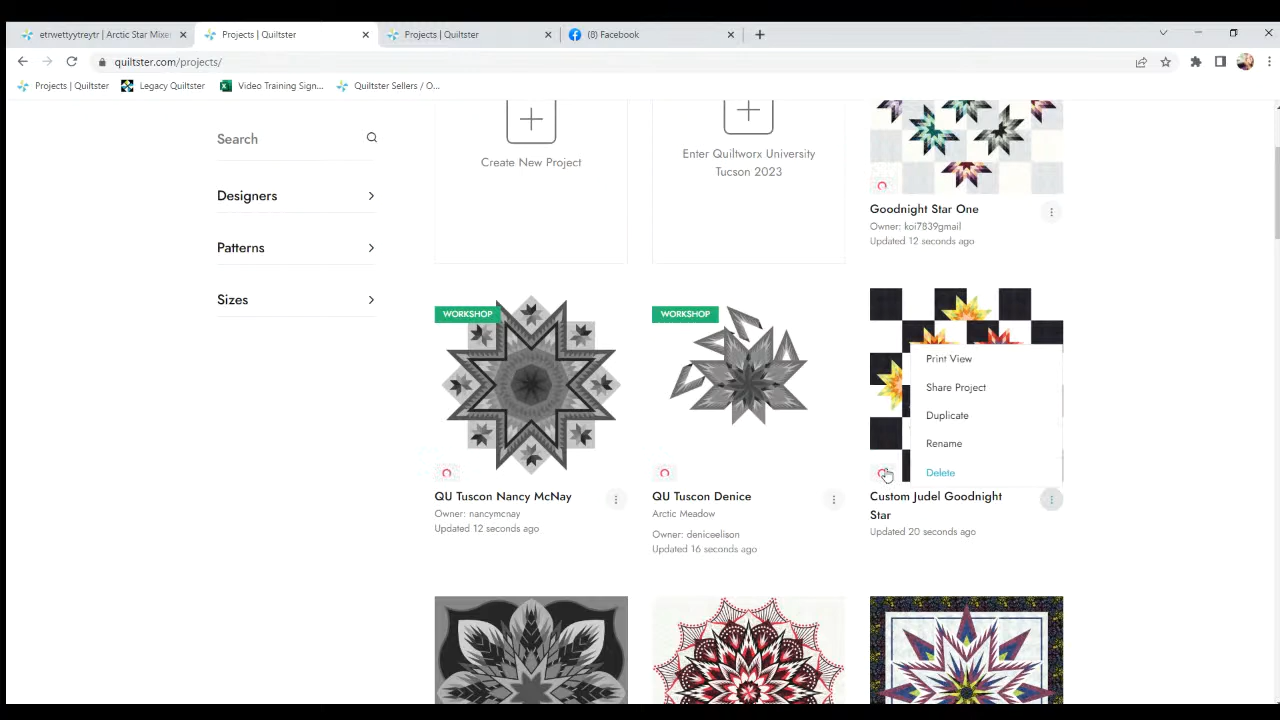 etrwettyytreytr | Arctic Star Mixer
Projects | Quiltster
Projects | Quiltster
(8) Facebook
quiltster.com/projects/
Projects | Quiltster
Legacy Quiltster
Video Training Sign...
Quiltster Sellers / O...
Search
Designers
Patterns
Sizes
Create New Project
Enter Quiltworx University
Tucson 2023
Goodnight Star One
Owner: koi7839gmail
Updated 12 seconds ago
WORKSHOP
QU Tuscon Nancy McNay
Owner: nancymcnay
Updated 12 seconds ago
WORKSHOP
QU Tuscon Denice
Arctic Meadow
Owner: deniceelison
Updated 16 seconds ago
Print View
Share Project
Duplicate
Rename
Delete
Custom Judel Goodnight
Star
Updated 20 seconds ago